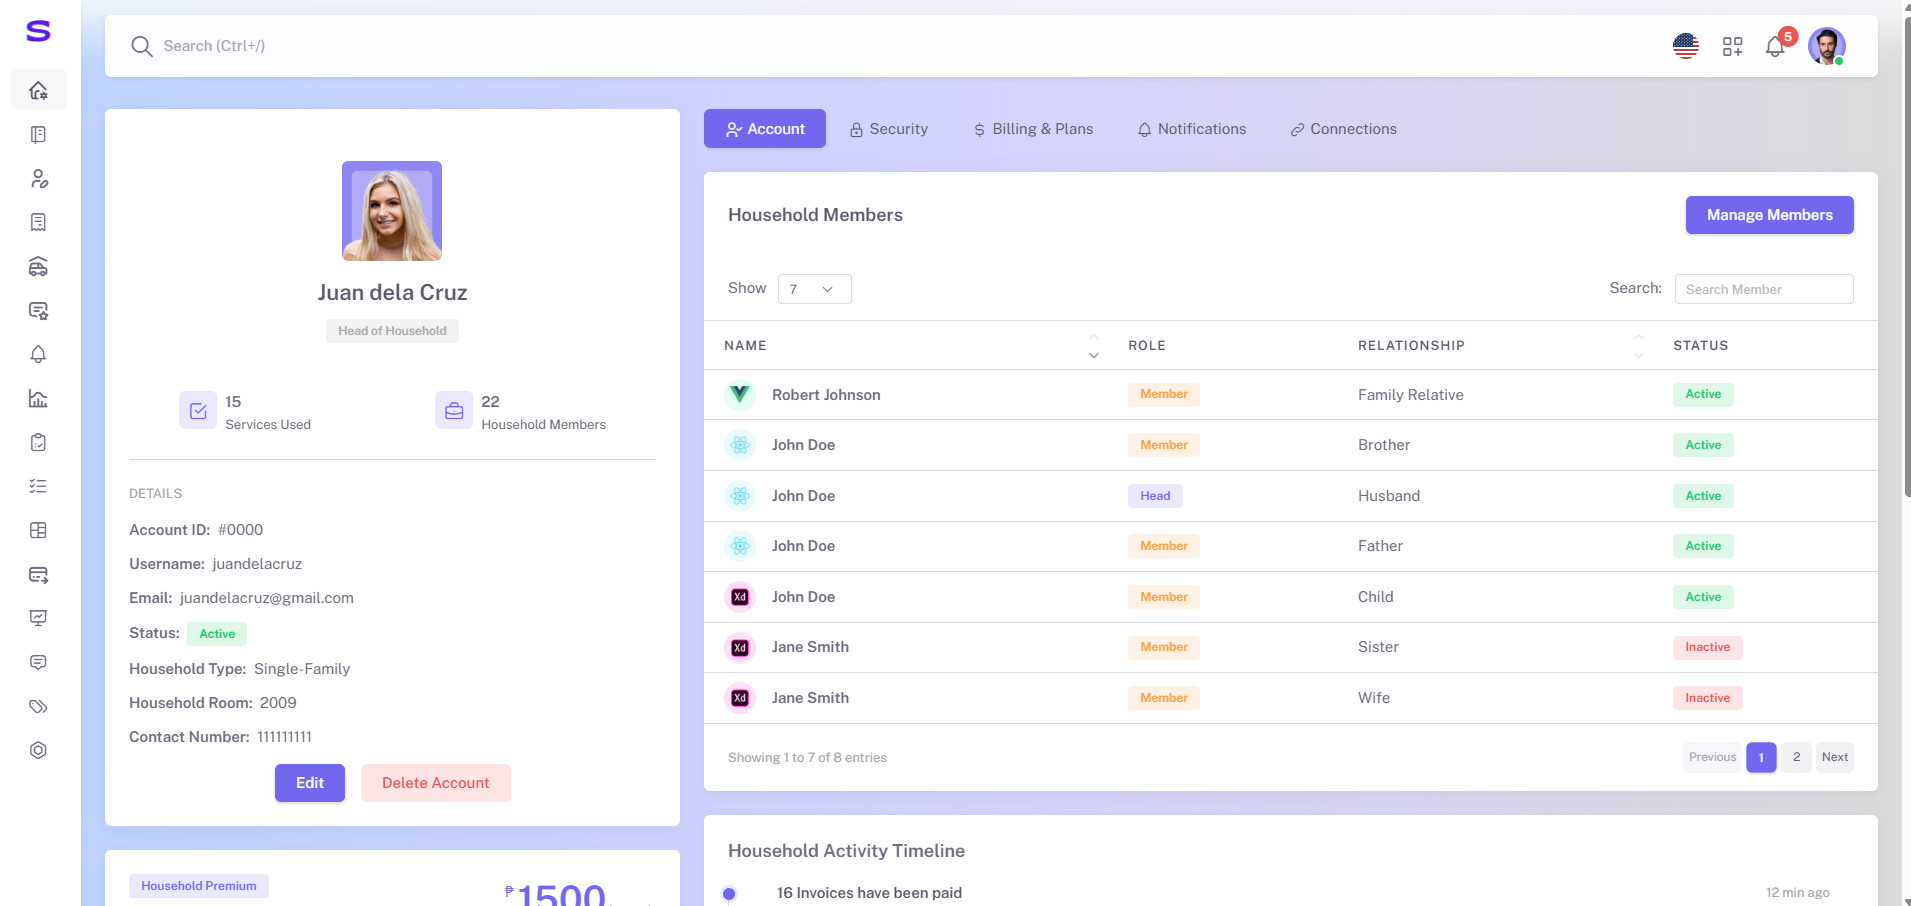 S
Search (Ctrl+/)
5
Juan dela Cruz
Head of Household
15
Services Used
22
Household Members
DETAILS
Account ID: #0000
Username: juandelacruz
Email: juandelacruz@gmail.com
Status: Active
Household Type: Single-Family
Household Room: 2009
Contact Number: 111111111
Edit
Delete Account
Household Premium
₱ 1500
Account
Security
Billing & Plans
Notifications
Connections
Household Members
Manage Members
Show 7
Search: Search Member
NAME ROLE RELATIONSHIP STATUS
Robert Johnson Member Family Relative Active
John Doe Member Brother Active
John Doe Head Husband Active
John Doe Member Father Active
Xd John Doe Member Child Active
Xd Jane Smith Member Sister Inactive
Xd Jane Smith Member Wife Inactive
Showing 1 to 7 of 8 entries
Previous 1 2 Next
Household Activity Timeline
16 Invoices have been paid
12 min ago